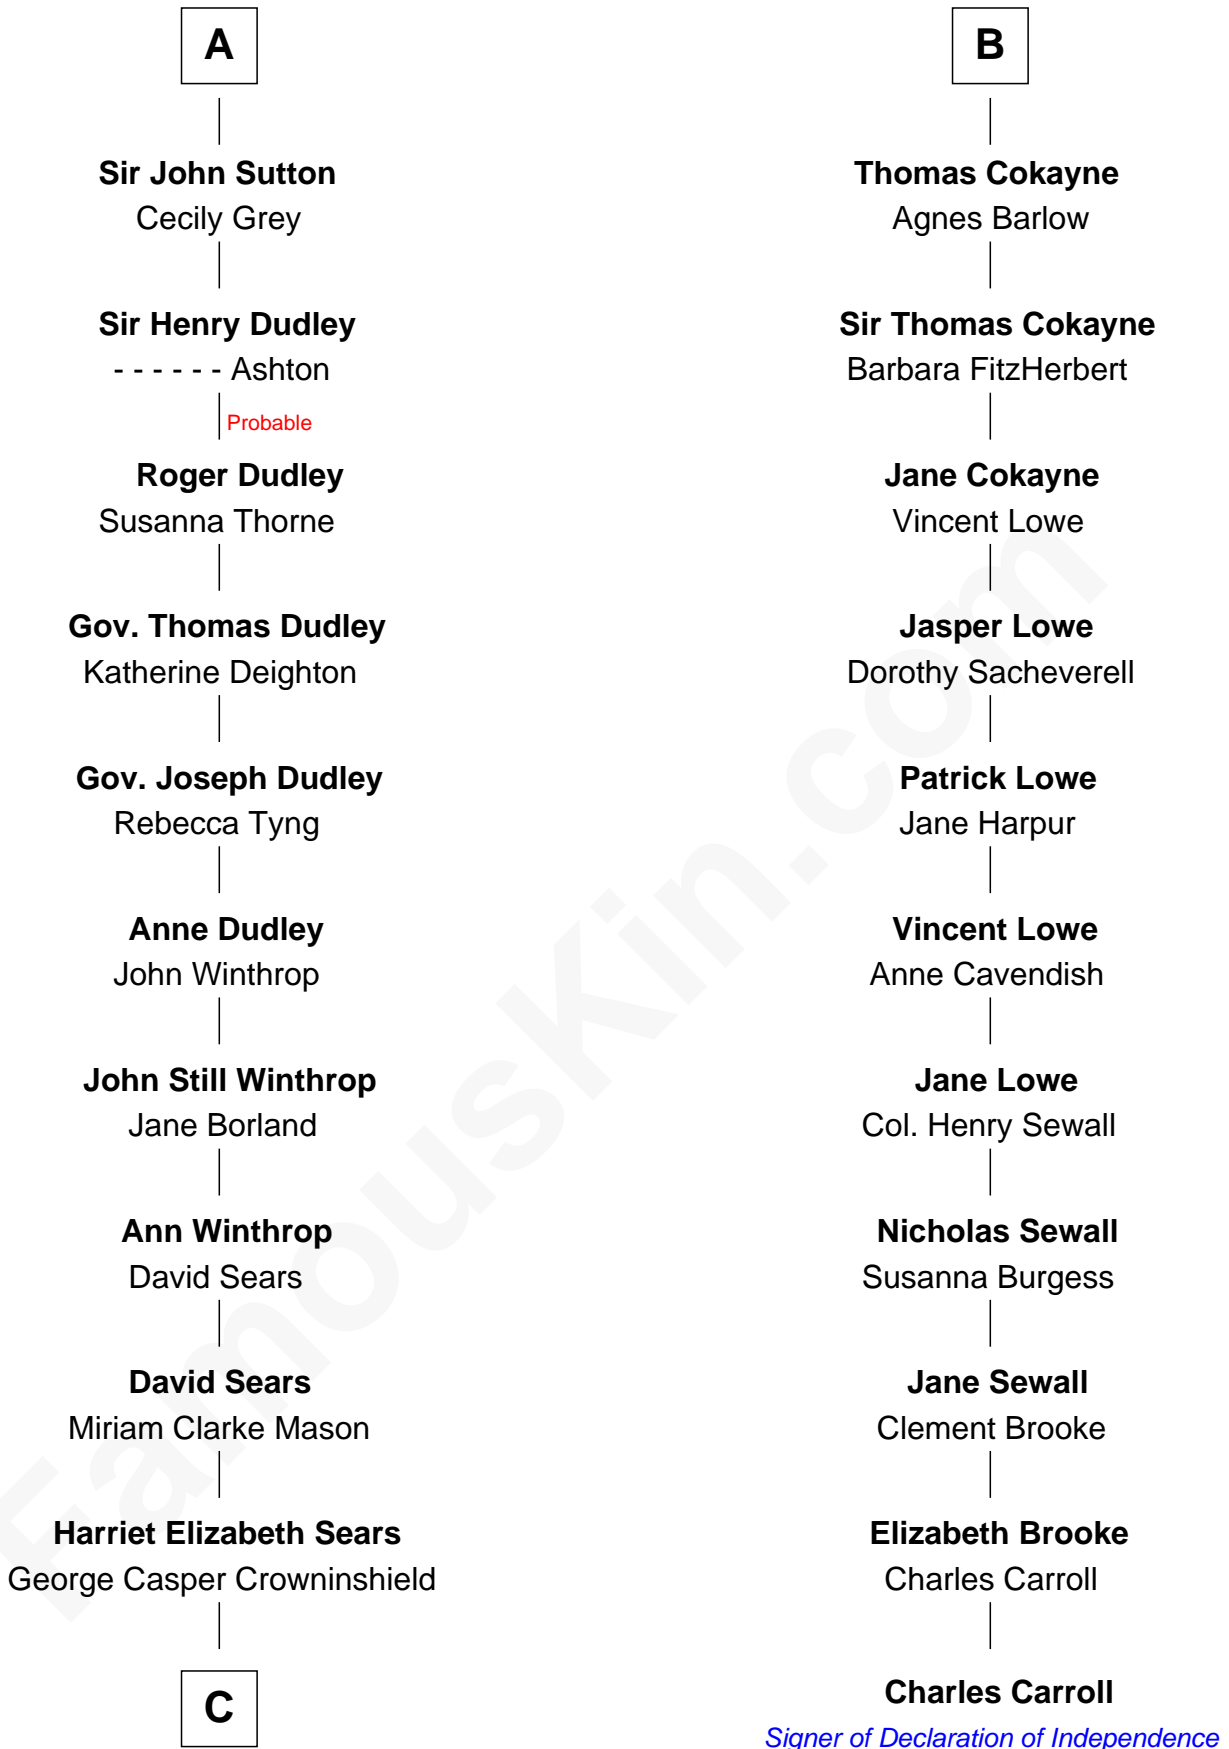 A
Sir John Sutton
Cecily Grey
Sir Henry Dudley
- - - - - - Ashton
Probable
Roger Dudley
Susanna Thorne
Gov. Thomas Dudley
Katherine Deighton
Gov. Joseph Dudley
Rebecca Tyng
Anne Dudley
John Winthrop
John Still Winthrop
Jane Borland
Ann Winthrop
David Sears
David Sears
Miriam Clarke Mason
Harriet Elizabeth Sears
George Casper Crowninshield
C
B
Thomas Cokayne
Agnes Barlow
Sir Thomas Cokayne
Barbara FitzHerbert
Jane Cokayne
Vincent Lowe
Jasper Lowe
Dorothy Sacheverell
Patrick Lowe
Jane Harpur
Vincent Lowe
Anne Cavendish
Jane Lowe
Col. Henry Sewall
Nicholas Sewall
Susanna Burgess
Jane Sewall
Clement Brooke
Elizabeth Brooke
Charles Carroll
Charles Carroll
Signer of Declaration of Independence
FamousKin.com